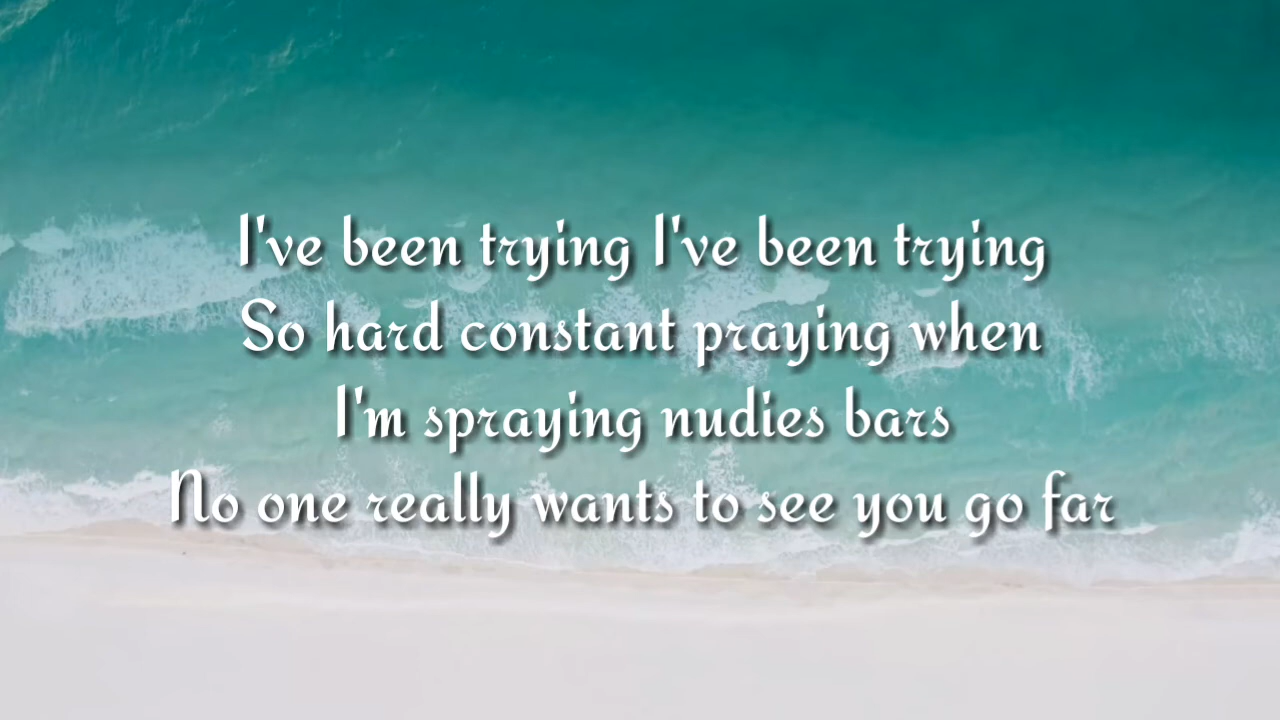 I've been trying I've been trying
So hard constant praying when
I'm spraying nudies bars
No one really wants to see you go far